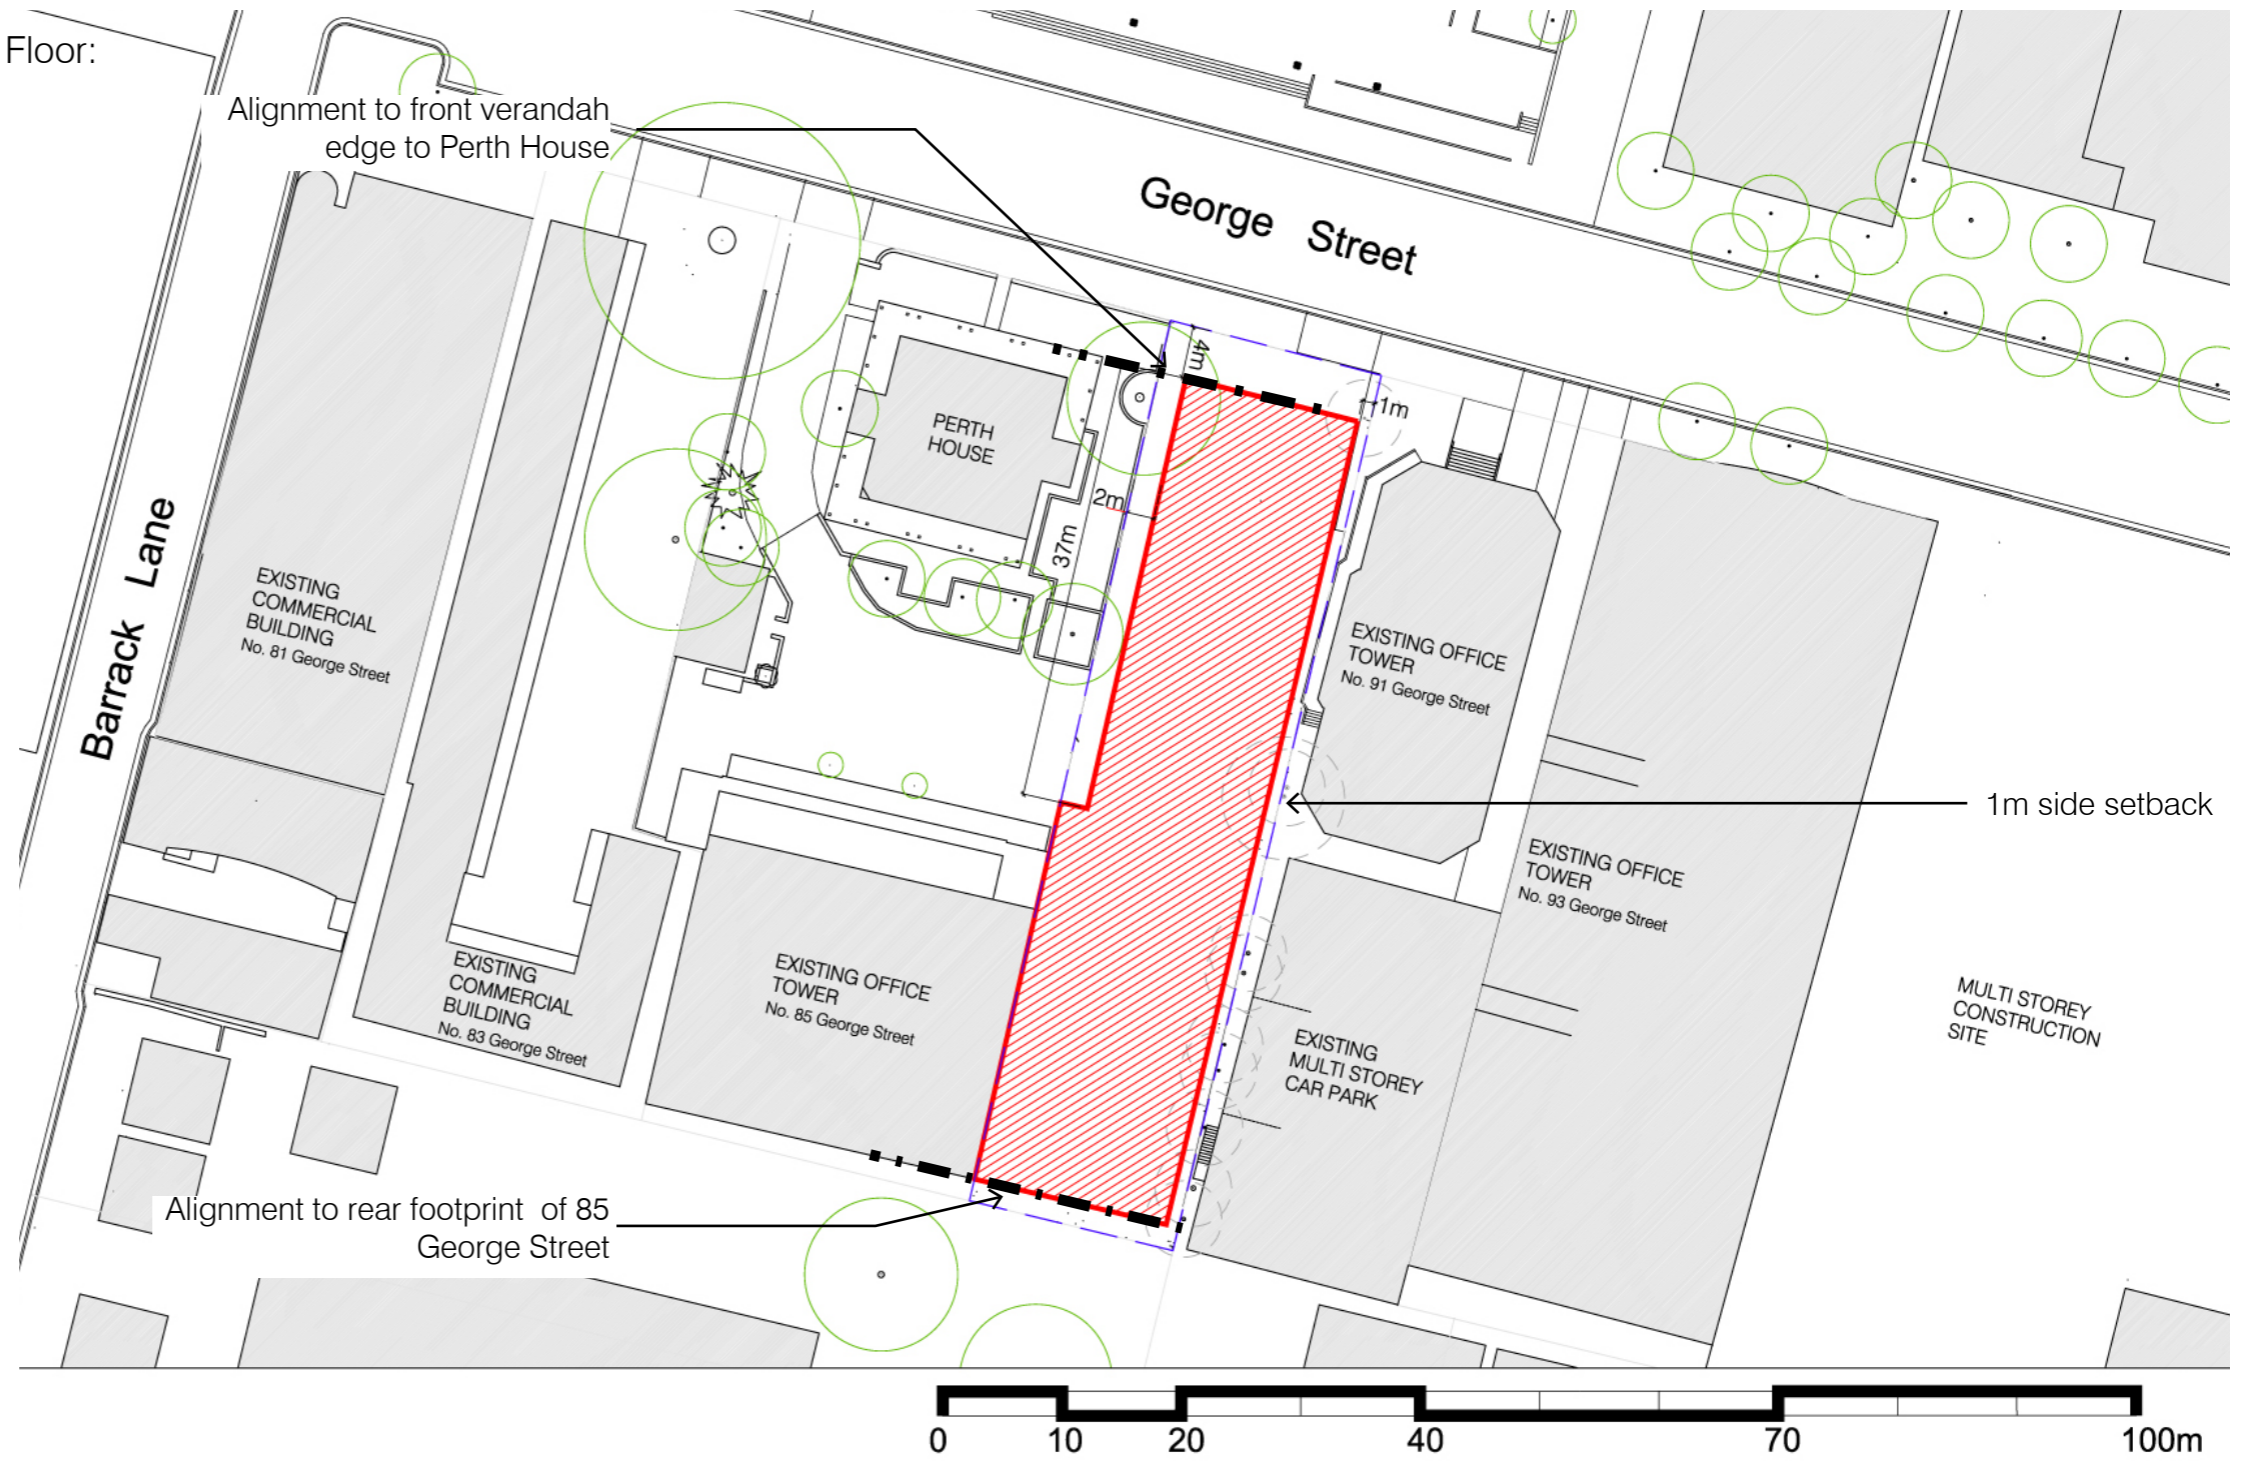 Floor:
Alignment to front verandah
edge to Perth House
George Street
4m
1m
PERTH
HOUSE
2m
37m
Barrack Lane
EXISTING
COMMERCIAL
BUILDING
No. 81 George Street
EXISTING OFFICE
TOWER
No. 91 George Street
1m side setback
EXISTING OFFICE
TOWER
No. 93 George Street
EXISTING
COMMERCIAL
BUILDING
No. 83 George Street
EXISTING OFFICE
TOWER
No. 85 George Street
MULTI STOREY
CONSTRUCTION
SITE
EXISTING
MULTI STOREY
CAR PARK
Alignment to rear footprint of 85
George Street
0 10 20 40 70 100m